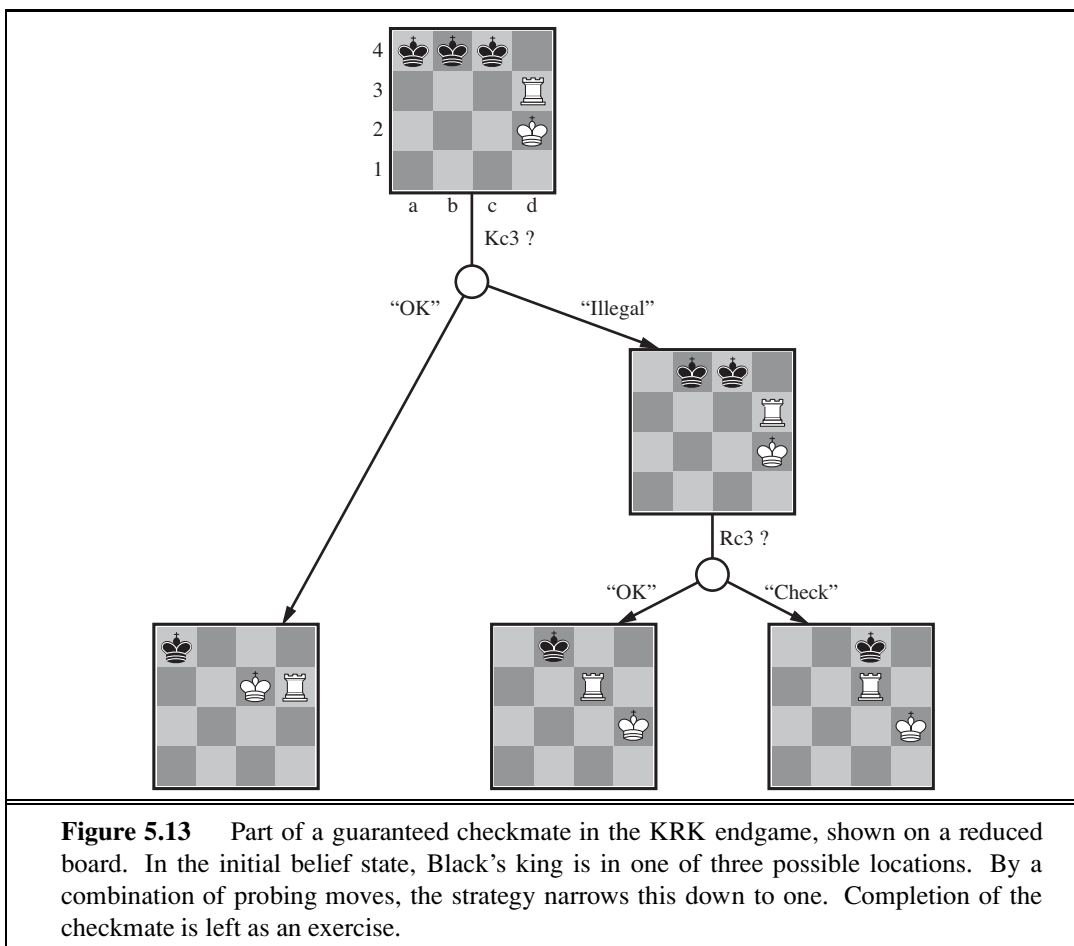 4
3
2
1
a b c d
Kc3 ?
“OK” “Illegal”
Rc3 ?
“OK” “Check”
Figure 5.13 Part of a guaranteed checkmate in the KRK endgame, shown on a reduced
board. In the initial belief state, Black’s king is in one of three possible locations. By a
combination of probing moves, the strategy narrows this down to one. Completion of the
checkmate is left as an exercise.